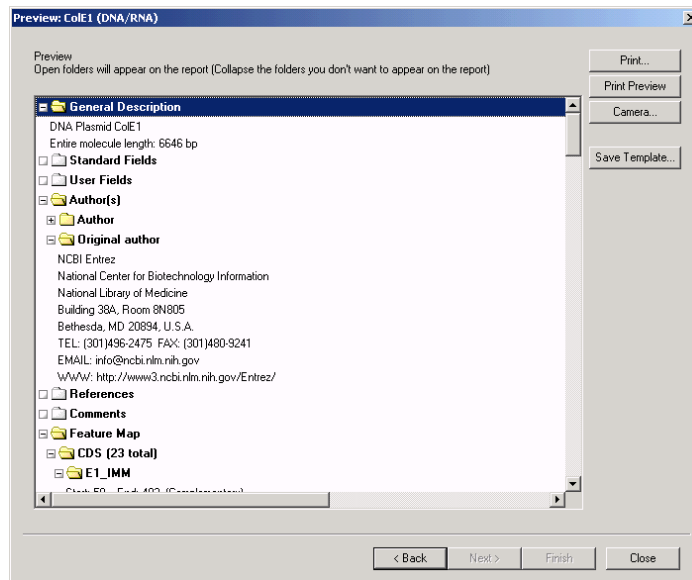 Preview: ColE1 (DNA/RNA)
Preview
Open folders will appear on the report (Collapse the folders you don't want to appear on the report)
Print...
Print Preview
Camera...
Save Template...
General Description
DNA Plasmid ColE1
Entire molecule length: 6646 bp
Standard Fields
User Fields
Author(s)
Author
Original author
NCBI Entrez
National Center for Biotechnology Information
National Library of Medicine
Building 38A, Room 8N805
Bethesda, MD 20894, U.S.A.
TEL: (301)496-2475 FAX: (301)480-9241
EMAIL: info@ncbi.nlm.nih.gov
WWW: http://www3.ncbi.nlm.nih.gov/Entrez/
References
Comments
Feature Map
CDS (23 total)
E1_IMM
< Back
Next >
Finish
Close